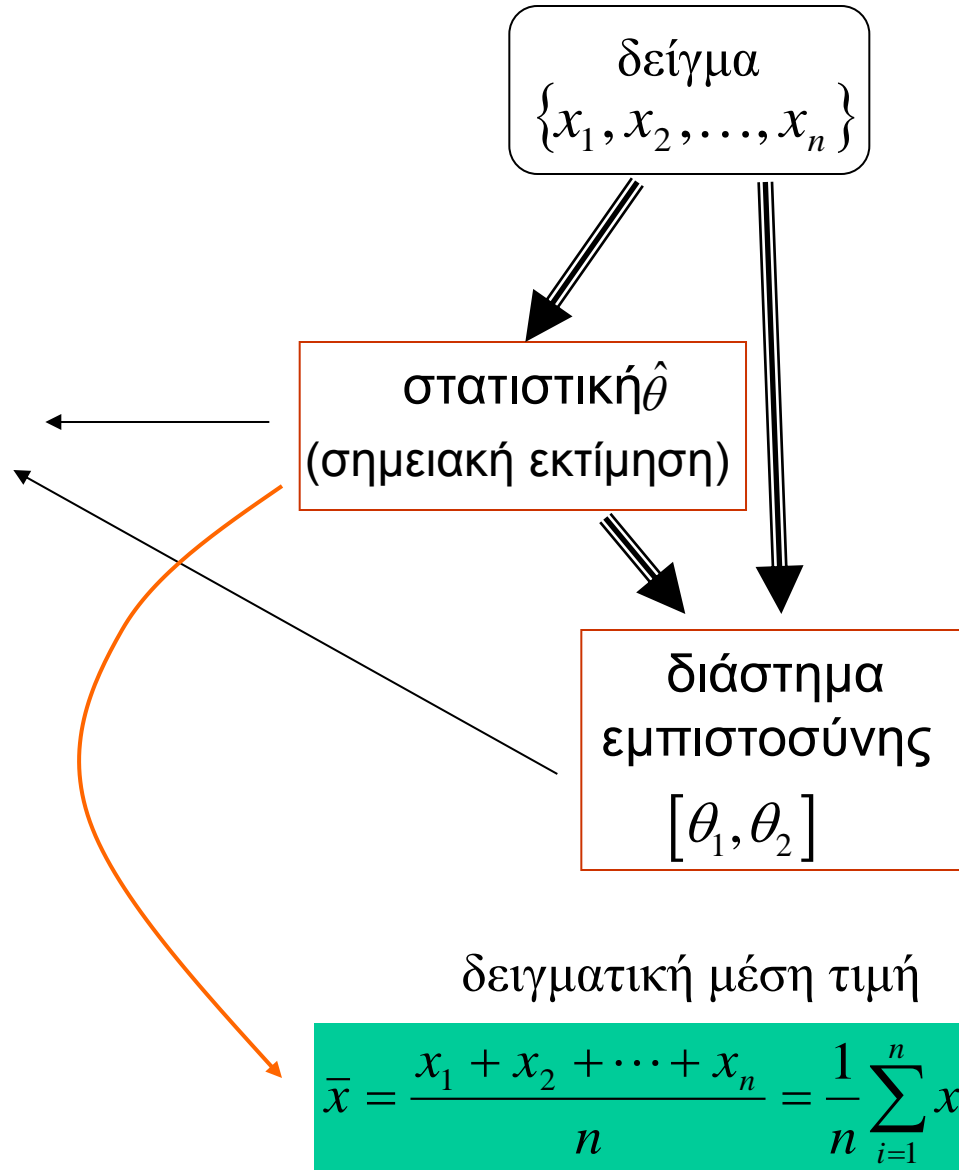 δείγμα
{x₁, x₂, ..., xₙ}
στατιστική θ̂
(σημειακή εκτίμηση)
διάστημα
εμπιστοσύνης
[θ₁, θ₂]
δειγματική μέση τιμή
x̄ = (x₁ + x₂ + ⋯ + xₙ)/n = 1/n ∑ᵢ₌₁ⁿ x